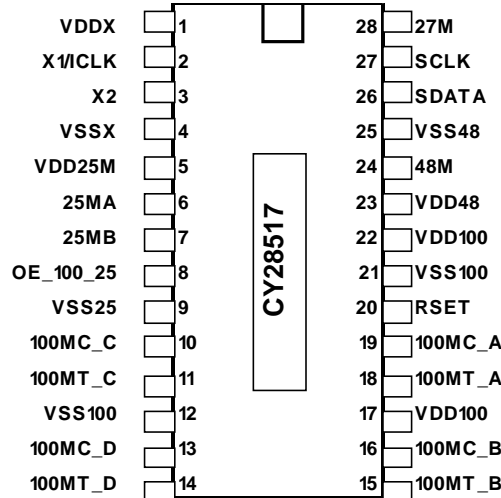 VDDX 1 28 27M
X1/ICLK 2 27 SCLK
X2 3 26 SDATA
VSSX 4 25 VSS48
VDD25M 5 24 48M
25MA 6 23 VDD48
25MB 7 22 VDD100
OE_100_25 8 21 VSS100
VSS25 9 20 RSET
100MC_C 10 19 100MC_A
100MT_C 11 18 100MT_A
VSS100 12 17 VDD100
100MC_D 13 16 100MC_B
100MT_D 14 15 100MT_B
CY28517